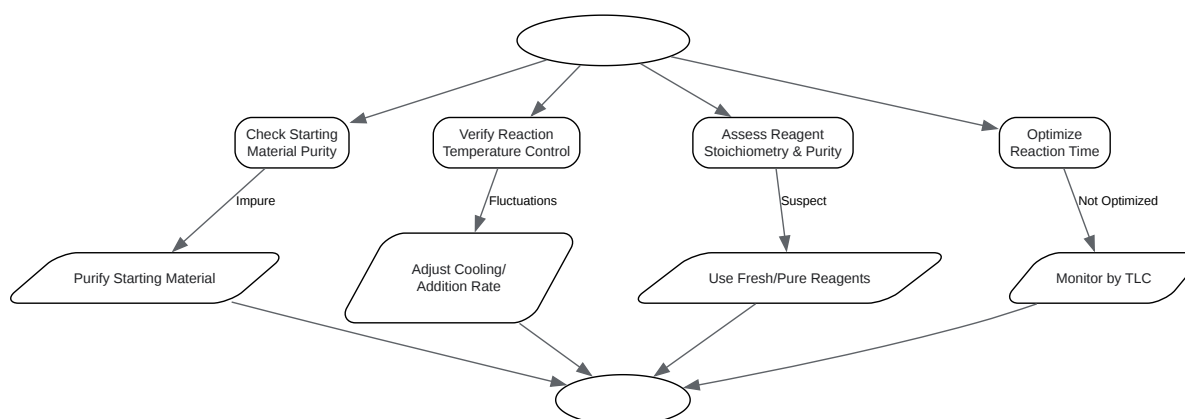 Check Starting
Material Purity
Verify Reaction
Temperature Control
Assess Reagent
Stoichiometry & Purity
Optimize
Reaction Time
Impure
Fluctuations
Suspect
Not Optimized
Purify Starting Material
Adjust Cooling/
Addition Rate
Use Fresh/Pure Reagents
Monitor by TLC